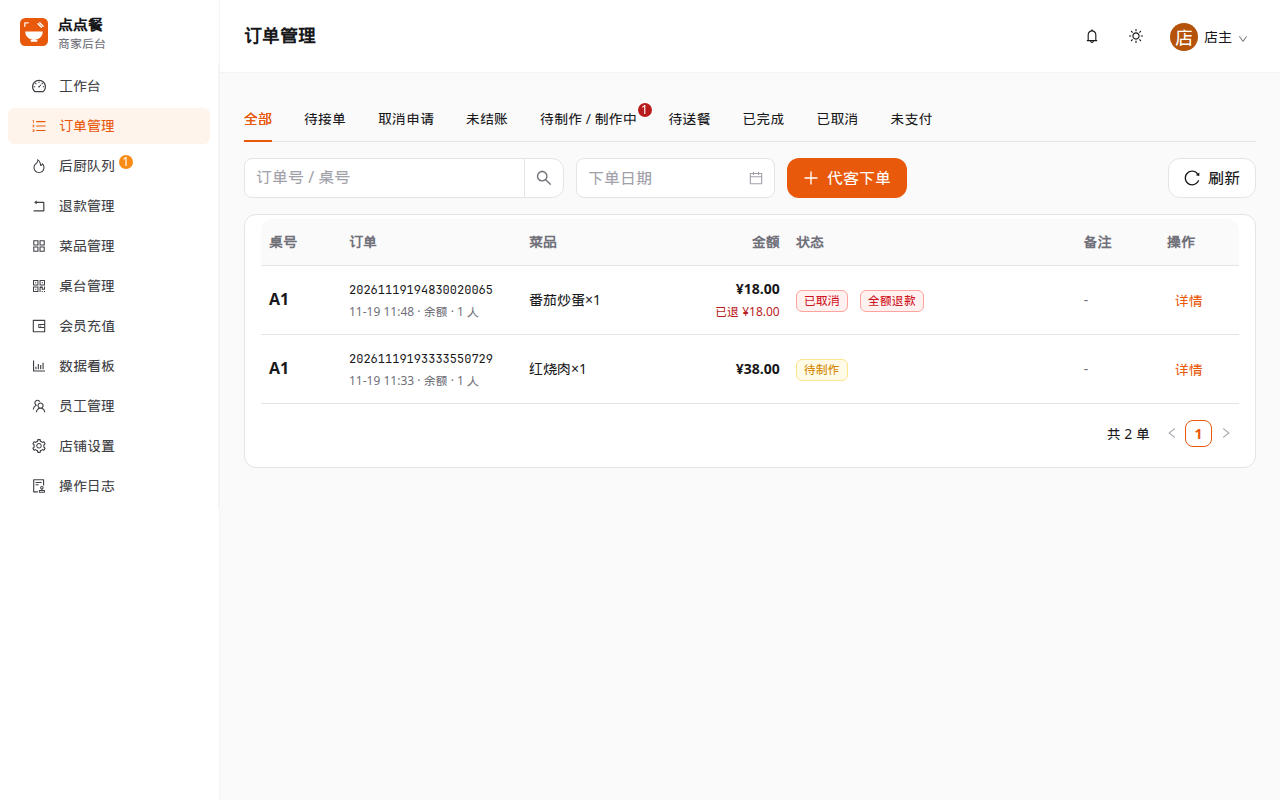 点点餐
商家后台
工作台
订单管理
后厨队列 1
退款管理
菜品管理
桌台管理
会员充值
数据看板
员工管理
店铺设置
操作日志
订单管理
店 店主
全部 待接单 取消申请 未结账 待制作 / 制作中 1 待送餐 已完成 已取消 未支付
订单号 / 桌号 下单日期 代客下单 刷新
桌号 订单 菜品 金额 状态 备注 操作
A1 20261119194830020065 番茄炒蛋×1 ¥18.00 已取消 全额退款 - 详情
11-19 11:48 · 余额 · 1 人 已退 ¥18.00
A1 20261119193333550729 红烧肉×1 ¥38.00 待制作 - 详情
11-19 11:33 · 余额 · 1 人
共 2 单 1